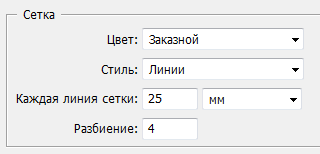 Сетка
Цвет: Заказной
Стиль: Линии
Каждая линия сетки: 25 мм
Разбиение: 4